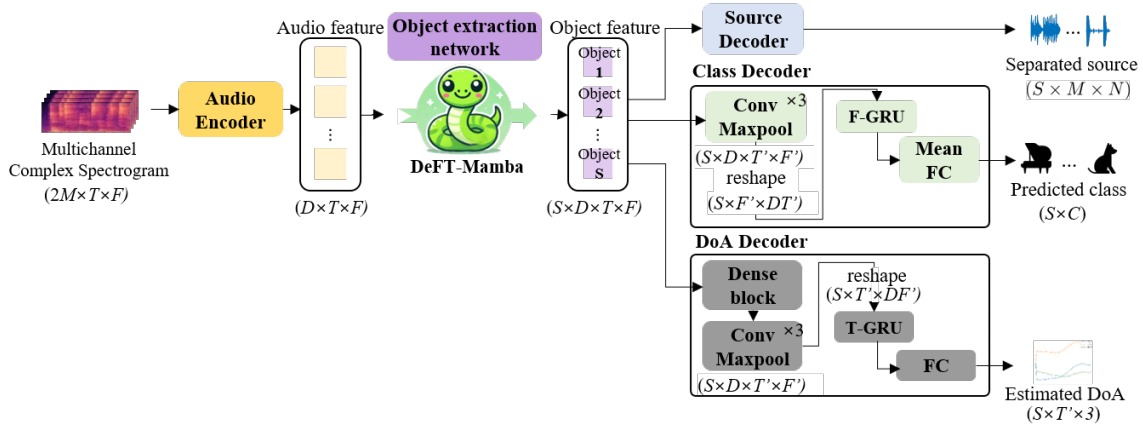 Multichannel
Complex Spectrogram
(2M×T×F)
Audio
Encoder
Audio feature
⋮
(D×T×F)
Object extraction
network
DeFT-Mamba
Object feature
Object
1
Object
2
⋮
Object
S
(S×D×T×F)
Source
Decoder
...
Separated source
(S × M × N)
Class Decoder
Conv ×3
Maxpool
(S×D×T'×F')
reshape
(S×F'×DT')
F-GRU
Mean
FC
...
Predicted class
(S×C)
DoA Decoder
Dense
block
Conv ×3
Maxpool
(S×D×T'×F')
reshape
(S×T'×DF')
T-GRU
FC
Estimated DoA
(S×T'×3)